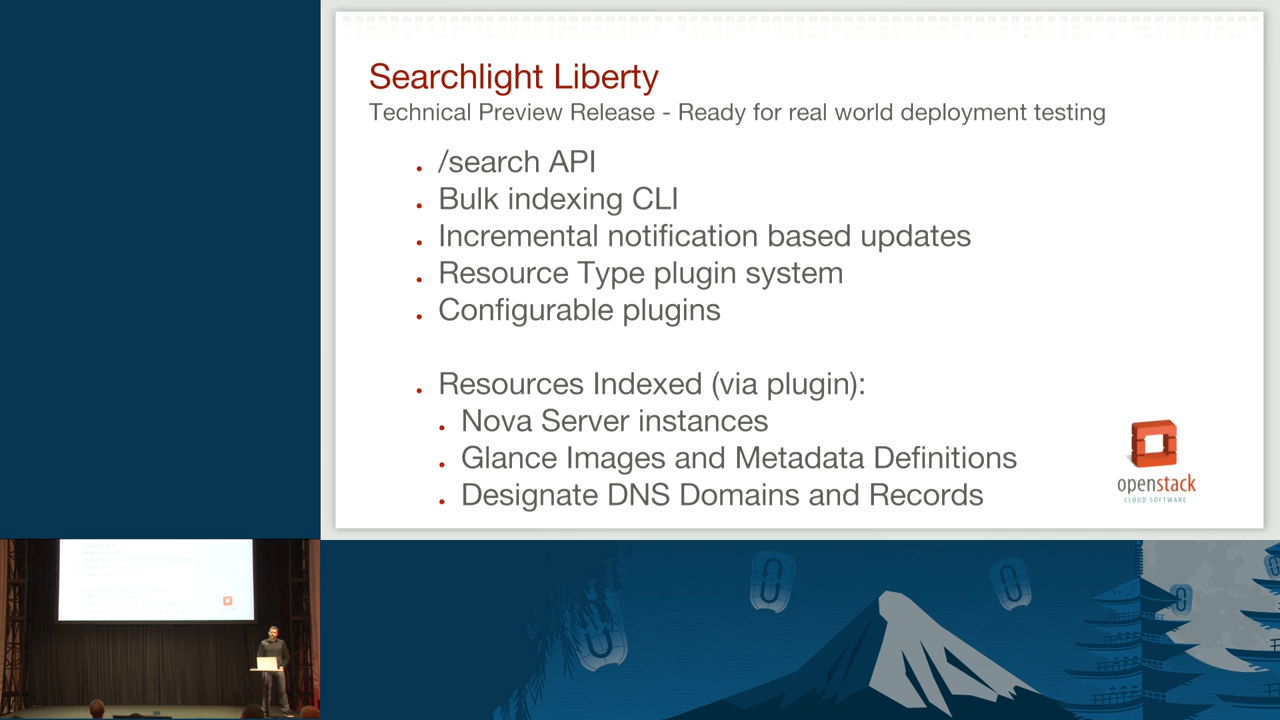 Searchlight Liberty
Technical Preview Release - Ready for real world deployment testing
/search API
Bulk indexing CLI
Incremental notification based updates
Resource Type plugin system
Configurable plugins
Resources Indexed (via plugin):
Nova Server instances
Glance Images and Metadata Definitions
Designate DNS Domains and Records
openstack
CLOUD SOFTWARE